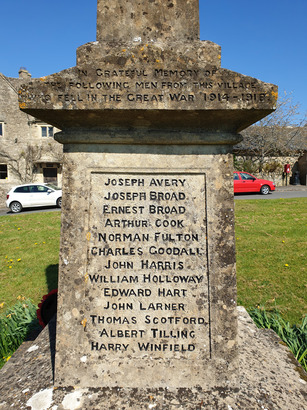 IN GRATEFUL MEMORY OF
THE FOLLOWING MEN FROM THIS VILLAGE
WHO FELL IN THE GREAT WAR 1914-1919
JOSEPH AVERY
JOSEPH BROAD
ERNEST BROAD
ARTHUR COOK
NORMAN FULTON
CHARLES GOODALL
JOHN HARRIS
WILLIAM HOLLOWAY
EDWARD HART
JOHN LARNER
THOMAS SCOTFORD
ALBERT TILLING
HARRY WINFIELD